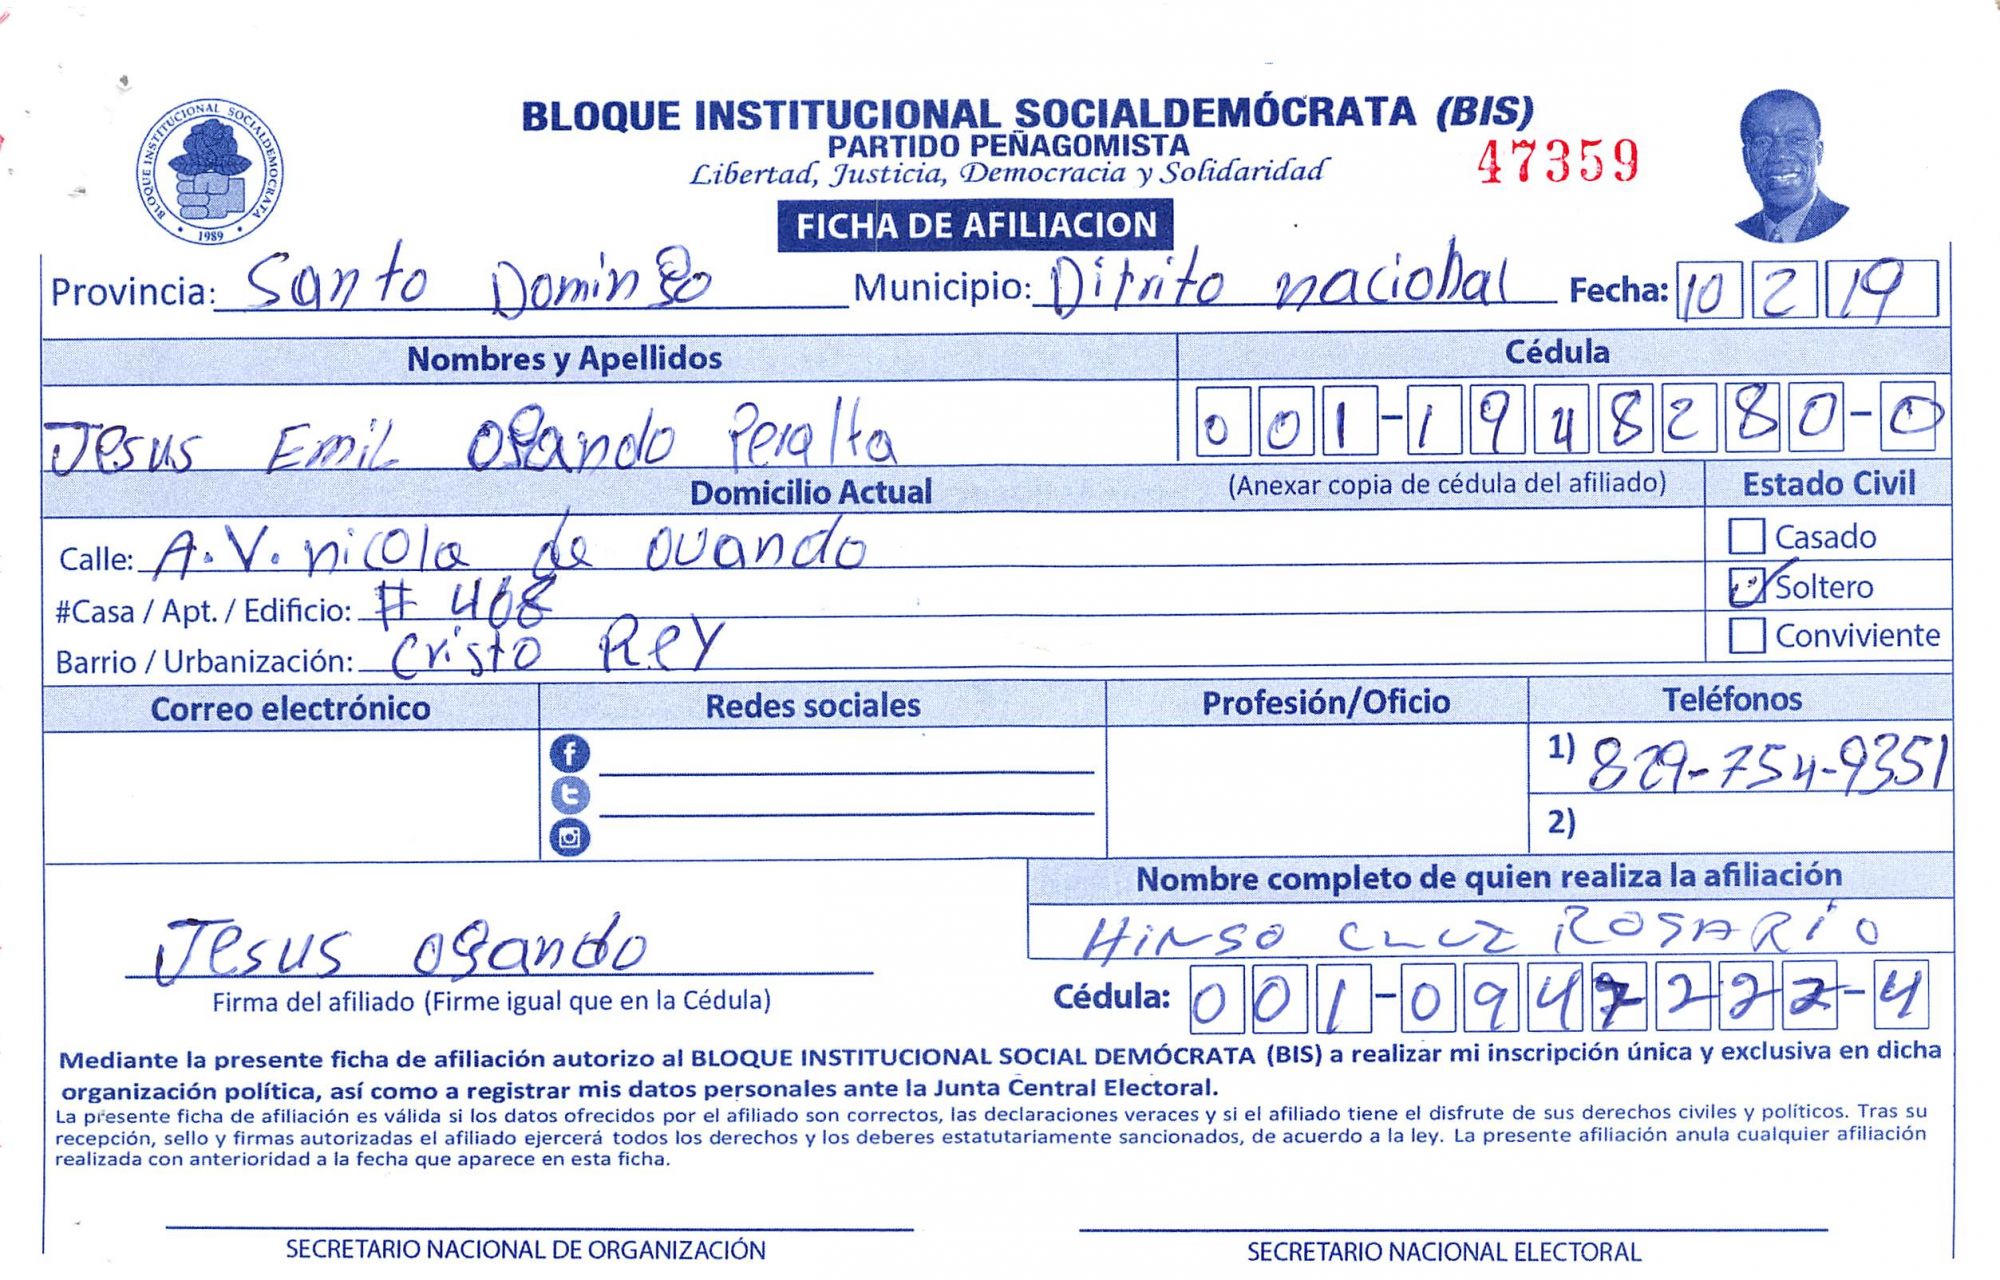 BLOQUE INSTITUCIONAL SOCIALDEMÓCRATA (BIS)
PARTIDO PEÑAGOMISTA
Libertad, Justicia, Democracia y Solidaridad
47359
BLOQUE INSTITUCIONAL SOCIALDEMOCRATA
1989
FICHA DE AFILIACION
Provincia: Santo Domingo Municipio: Ditrito nacional Fecha: 10 2 19
Nombres y Apellidos Cédula
Jesus Emil Ogando Peralta 001-1948280-0
Domicilio Actual (Anexar copia de cédula del afiliado) Estado Civil
Calle: A.V. nicola de ovando Casado
#Casa / Apt. / Edificio: # 468 Soltero
Barrio / Urbanización: Cristo Rey Conviviente
Correo electrónico Redes sociales Profesión/Oficio Teléfonos
1) 829-754-9351
2)
Nombre completo de quien realiza la afiliación
Jesus Ogando CRUZ ROSARIO
Firma del afiliado (Firme igual que en la Cédula) Cédula: 001-0947222-4
Mediante la presente ficha de afiliación autorizo al BLOQUE INSTITUCIONAL SOCIAL DEMÓCRATA (BIS) a realizar mi inscripción única y exclusiva en dicha
organización política, así como a registrar mis datos personales ante la Junta Central Electoral.
La presente ficha de afiliación es válida si los datos ofrecidos por el afiliado son correctos, las declaraciones veraces y si el afiliado tiene el disfrute de sus derechos civiles y políticos. Tras su
recepción, sello y firmas autorizadas el afiliado ejercerá todos los derechos y los deberes estatutariamente sancionados, de acuerdo a la ley. La presente afiliación anula cualquier afiliación
realizada con anterioridad a la fecha que aparece en esta ficha.
SECRETARIO NACIONAL DE ORGANIZACIÓN SECRETARIO NACIONAL ELECTORAL